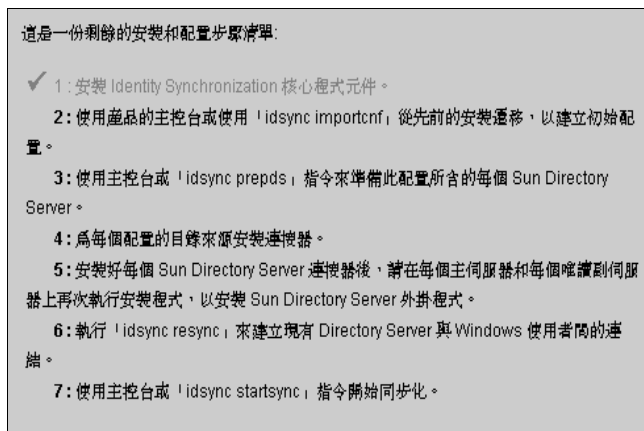 這是一份剩餘的安裝和配置步驟清單:
✓ 1 : 安裝 Identity Synchronization 核心程式元件。
2 : 使用產品的主控台或使用「idsync importcnf」從先前的安裝遷移，以建立初始配
置。
3 : 使用主控台或「idsync prepds」指令來準備此配置所含的每個 Sun Directory
Server。
4 : 為每個配置的目錄來源安裝連接器。
5 : 安裝好每個 Sun Directory Server 連接器後，請在每個主伺服器和每個唯讀副伺服
器上再次執行安裝程式，以安裝 Sun Directory Server 外掛程式。
6 : 執行「idsync resync」來建立現有 Directory Server 與 Windows 使用者間的連
結。
7 : 使用主控台或「idsync startsync」指令開始同步化。